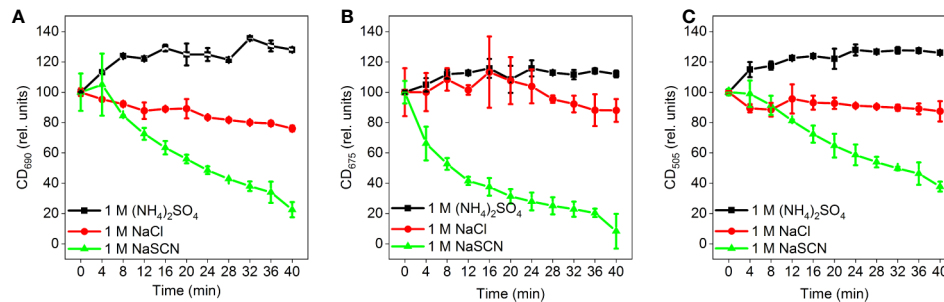 A
CD690 (rel. units)
140
120
100
80
60
40
20
0
1 M (NH4)2SO4
1 M NaCl
1 M NaSCN
0 4 8 12 16 20 24 28 32 36 40
Time (min)
B
CD675 (rel. units)
140
120
100
80
60
40
20
0
1 M (NH4)2SO4
1 M NaCl
1 M NaSCN
0 4 8 12 16 20 24 28 32 36 40
Time (min)
C
CD505 (rel. units)
140
120
100
80
60
40
20
0
1 M (NH4)2SO4
1 M NaCl
1 M NaSCN
0 4 8 12 16 20 24 28 32 36 40
Time (min)